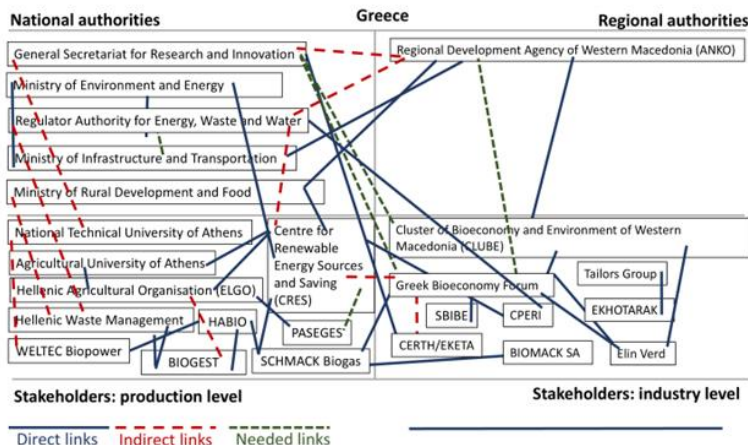 National authorities
Greece
Regional authorities
General Secretariat for Research and Innovation
Regional Development Agency of Western Macedonia (ANKO)
Ministry of Environment and Energy
Regulator Authority for Energy, Waste and Water
Ministry of Infrastructure and Transportation
Ministry of Rural Development and Food
National Technical University of Athens
Agricultural University of Athens
Hellenic Agricultural Organisation (ELGO)
Hellenic Waste Management
HABIO
WELTEC Biopower
BIOGEST
Centre for
Renewable
Energy Sources
and Saving
(CRES)
PASEGES
SCHMACK Biogas
Cluster of Bioeconomy and Environment of Western
Macedonia (CLUBE)
Greek Bioeconomy Forum
Tailors Group
SBIBE
CPERI
EKHOTARAK
CERTH/EKETA
BIOMACK SA
Elin Verd
Stakeholders: production level
Stakeholders: industry level
Direct links
Indirect links
Needed links